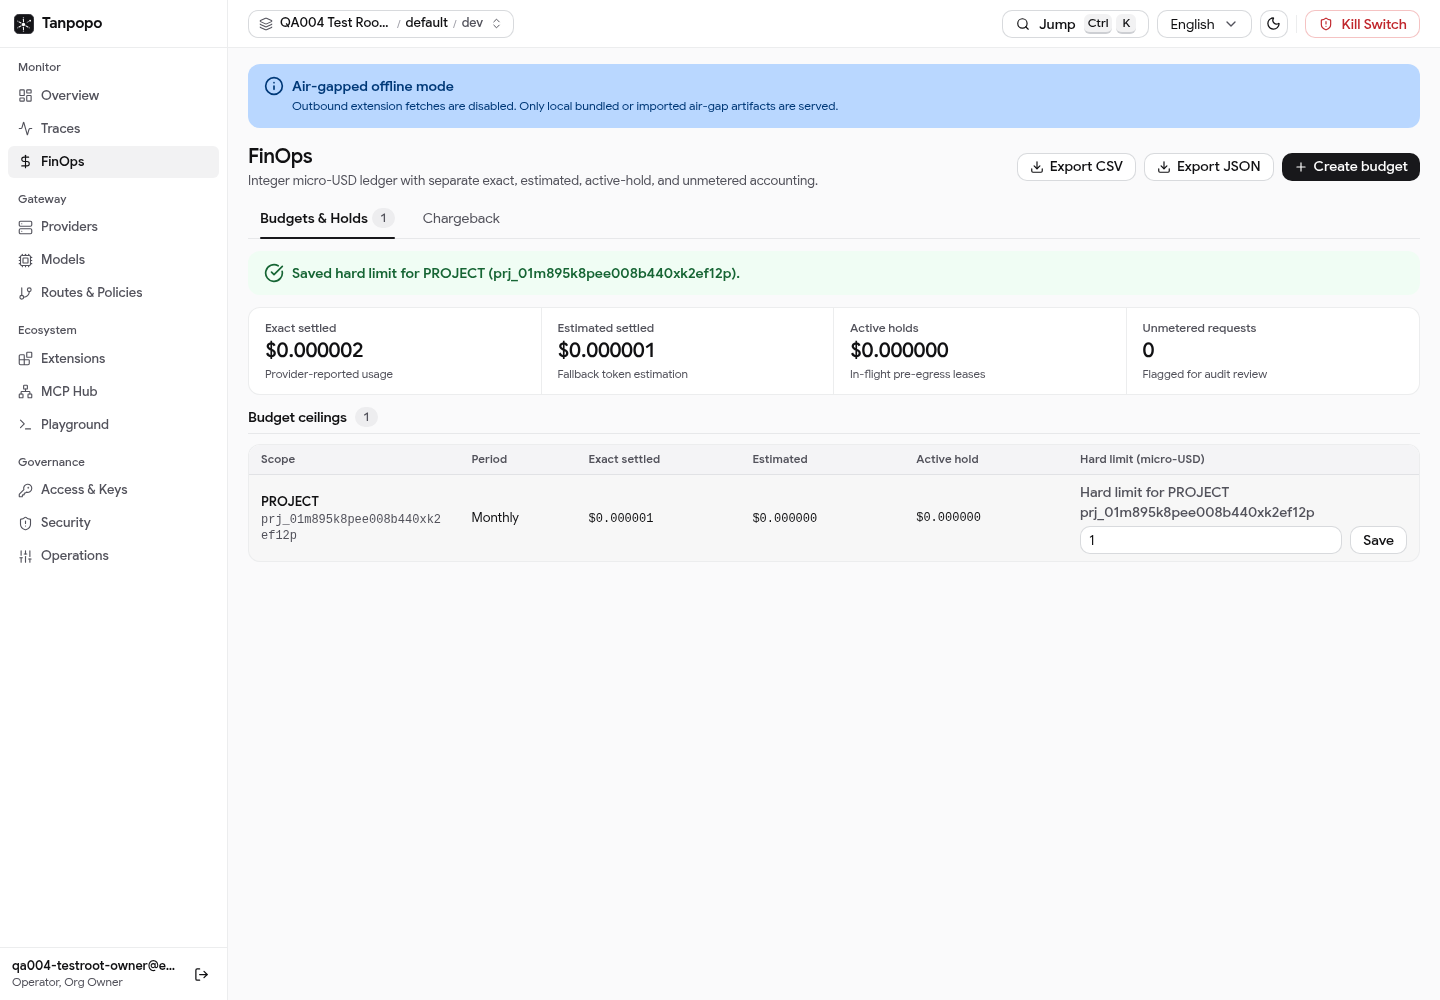 Tanpopo
QA004 Test Roo... / default / dev
Jump Ctrl K
English
Kill Switch
Monitor
Overview
Traces
FinOps
Gateway
Providers
Models
Routes & Policies
Ecosystem
Extensions
MCP Hub
Playground
Governance
Access & Keys
Security
Operations
qa004-testroot-owner@e...
Operator, Org Owner
Air-gapped offline mode
Outbound extension fetches are disabled. Only local bundled or imported air-gap artifacts are served.
FinOps
Integer micro-USD ledger with separate exact, estimated, active-hold, and unmetered accounting.
Export CSV
Export JSON
Create budget
Budgets & Holds 1
Chargeback
Saved hard limit for PROJECT (prj_01m895k8pee008b440xk2ef12p).
Exact settled
$0.000002
Provider-reported usage
Estimated settled
$0.000001
Fallback token estimation
Active holds
$0.000000
In-flight pre-egress leases
Unmetered requests
0
Flagged for audit review
Budget ceilings 1
Scope Period Exact settled Estimated Active hold Hard limit (micro-USD)
PROJECT
prj_01m895k8pee008b440xk2
ef12p
Monthly
$0.000001
$0.000000
$0.000000
Hard limit for PROJECT
prj_01m895k8pee008b440xk2ef12p
1
Save